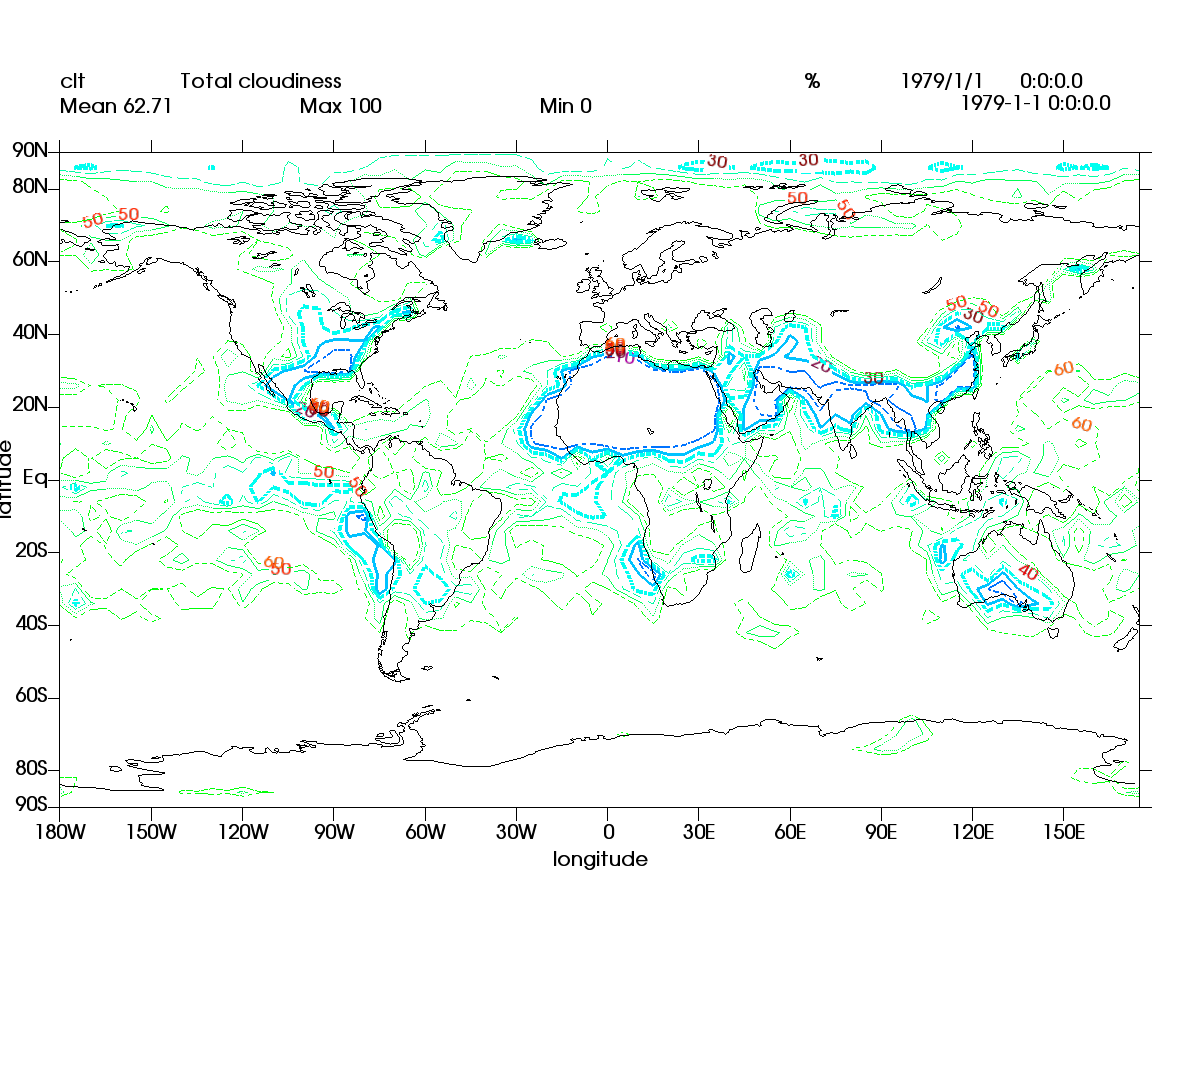 clt Total cloudiness % 1979/1/1 0:0:0.0
Mean 62.71 Max 100 Min 0 1979-1-1 0:0:0.0
90N
30 30
80N
50
50 50 50
60N
50 50
30
40N
10
20
30
60
20N
60
50
Eq
50
latitude
20S
60
50
40
40S
60S
80S
90S
180W 150W 120W 90W 60W 30W 0 30E 60E 90E 120E 150E
longitude